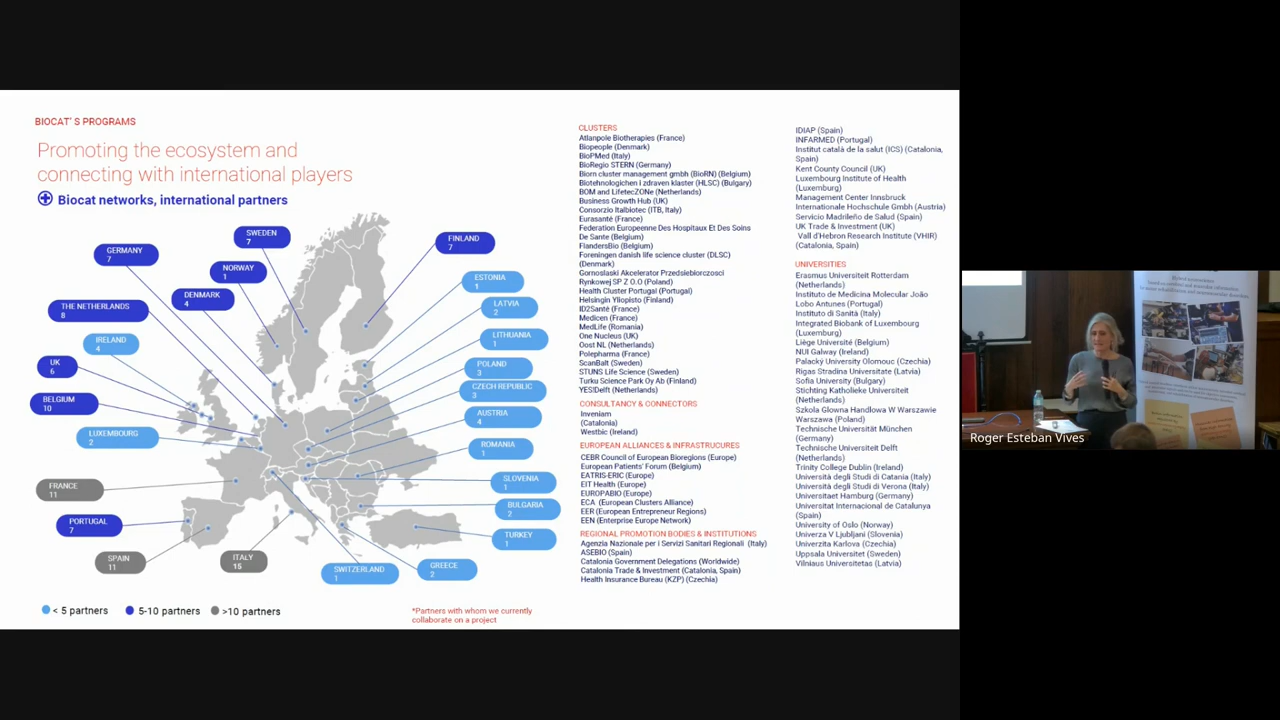 BIOCAT' S PROGRAMS
Promoting the ecosystem and
connecting with international players
Biocat networks, international partners
SWEDEN
7
GERMANY
7
FINLAND
7
NORWAY
1
ESTONIA
1
DENMARK
4
LATVIA
2
THE NETHERLANDS
8
LITHUANIA
1
IRELAND
4
UK
6
POLAND
3
CZECH REPUBLIC
3
BELGIUM
10
AUSTRIA
4
LUXEMBOURG
2
ROMANIA
1
SLOVENIA
1
FRANCE
11
BULGARIA
2
PORTUGAL
7
TURKEY
1
SPAIN
11
ITALY
15
SWITZERLAND
1
GREECE
2
< 5 partners
5-10 partners
>10 partners
*Partners with whom we currently
collaborate on a project
CLUSTERS
Atlanpole Biotherapies (France)
Biopeople (Denmark)
BioPMed (Italy)
BioRegio STERN (Germany)
Biorn cluster management gmbh (BioRN) (Belgium)
Biotehnologichen i zdraven klaster (HLSC) (Bulgary)
BOM and LifetecZONe (Netherlands)
Business Growth Hub (UK)
Consorzio Italbiotec (ITB, Italy)
Eurasanté (France)
Federation Europeenne Des Hospitaux Et Des Soins
De Sante (Belgium)
FlandersBio (Belgium)
Foreningen danish life science cluster (DLSC)
(Denmark)
Gornoslaski Akcelerator Przedsiebiorczosci
Rynkowej SP Z O.O (Poland)
Health Cluster Portugal (Portugal)
Helsingin Yliopisto (Finland)
ID2Santé (France)
Medicen (France)
MedLife (Romania)
One Nucleus (UK)
Oost NL (Netherlands)
Polepharma (France)
ScanBalt (Sweden)
STUNS Life Science (Sweden)
Turku Science Park Oy Ab (Finland)
YES!Delft (Netherlands)
CONSULTANCY & CONNECTORS
Inveniam
(Catalonia)
Westbic (Ireland)
EUROPEAN ALLIANCES & INFRASTRUCURES
CEBR Council of European Bioregions (Europe)
European Patients' Forum (Belgium)
EATRIS-ERIC (Europe)
EIT Health (Europe)
EUROPABIO (Europe)
ECA (European Clusters Alliance)
EER (European Entrepreneur Regions)
EEN (Enterprise Europe Network)
REGIONAL PROMOTION BODIES & INSTITUTIONS
Agenzia Nazionale per i Servizi Sanitari Regionali (Italy)
ASEBIO (Spain)
Catalonia Government Delegations (Worldwide)
Catalonia Trade & Investment (Catalonia, Spain)
Health Insurance Bureau (KZP) (Czechia)
IDIAP (Spain)
INFARMED (Portugal)
Institut català de la salut (ICS) (Catalonia,
Spain)
Kent County Council (UK)
Luxembourg Institute of Health
(Luxemburg)
Management Center Innsbruck
Internationale Hochschule Gmbh (Austria)
Servicio Madrileño de Salud (Spain)
UK Trade & Investment (UK)
Vall d'Hebron Research Institute (VHIR)
(Catalonia, Spain)
UNIVERSITIES
Erasmus Universiteit Rotterdam
(Netherlands)
Instituto de Medicina Molecular João
Lobo Antunes (Portugal)
Instituto di Sanità (Italy)
Integrated Biobank of Luxembourg
(Luxemburg)
Liège Université (Belgium)
NUI Galway (Ireland)
Palacký University Olomouc (Czechia)
Rigas Stradina Universitate (Latvia)
Sofia University (Bulgary)
Stichting Katholieke Universiteit
(Netherlands)
Szkola Glowna Handlowa W Warszawie
Warszawa (Poland)
Technische Universität München
(Germany)
Technische Universiteit Delft
(Netherlands)
Trinity College Dublin (Ireland)
Università degli Studi di Catania (Italy)
Università degli Studi di Verona (Italy)
Universitaet Hamburg (Germany)
Universitat Internacional de Catalunya
(Spain)
University of Oslo (Norway)
Univerza V Ljubljani (Slovenia)
Univerzita Karlova (Czechia)
Uppsala Universitet (Sweden)
Vilniaus Universitetas (Latvia)
Roger Esteban Vives